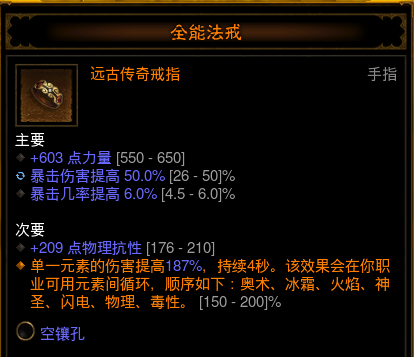 全能法戒
远古传奇戒指 手指
主要
+603 点力量 [550 - 650]
暴击伤害提高 50.0% [26 - 50]%
暴击几率提高 6.0% [4.5 - 6.0]%
次要
+209 点物理抗性 [176 - 210]
单一元素的伤害提高187%，持续4秒。该效果会在你职
业可用元素间循环，顺序如下：奥术、冰霜、火焰、神
圣、闪电、物理、毒性。 [150 - 200]%
空镶孔